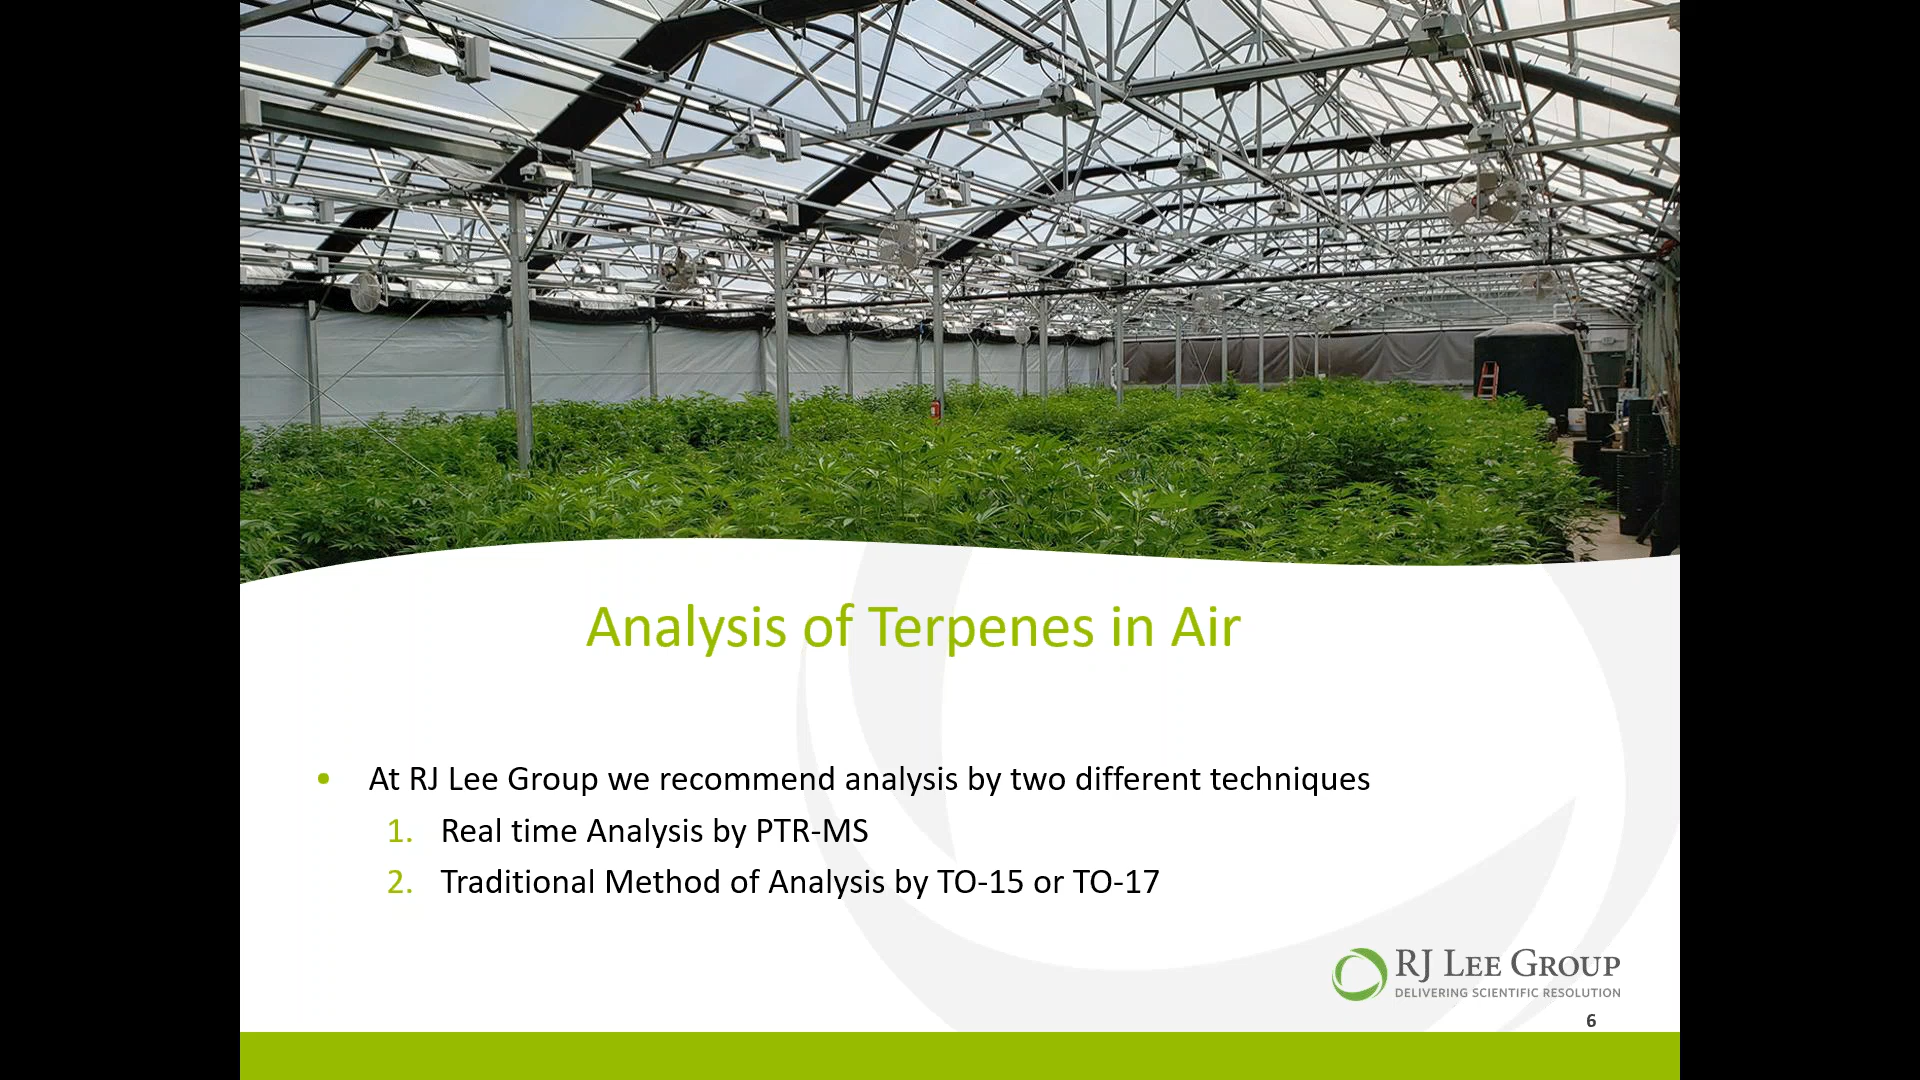 Analysis of Terpenes in Air
• At RJ Lee Group we recommend analysis by two different techniques
1. Real time Analysis by PTR-MS
2. Traditional Method of Analysis by TO-15 or TO-17
RJ LEE GROUP
DELIVERING SCIENTIFIC RESOLUTION
6